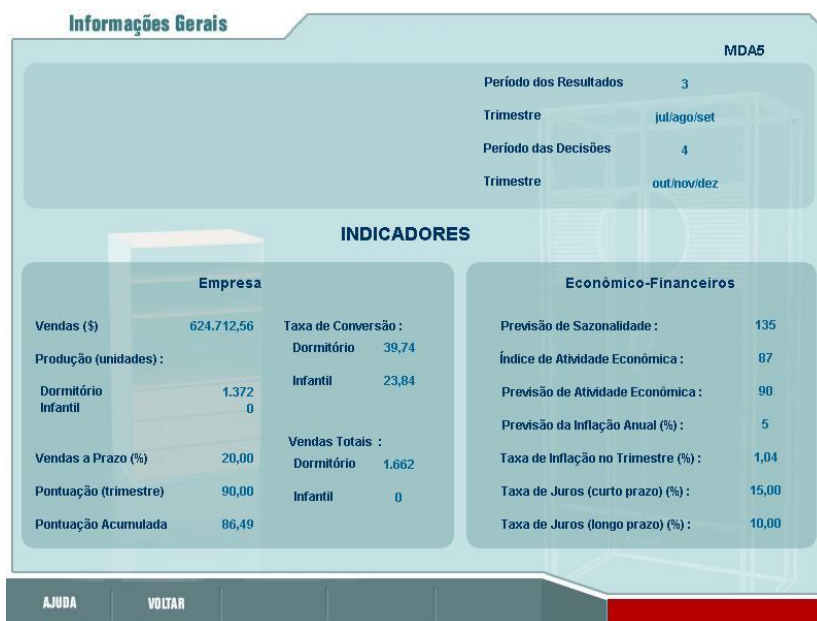 Informações Gerais
MDA5
Período dos Resultados 3
Trimestre jul/ago/set
Período das Decisões 4
Trimestre out/nov/dez
INDICADORES
Empresa
Vendas ($) 624.712,56
Produção (unidades) :
Dormitório 1.372
Infantil 0
Vendas a Prazo (%) 20,00
Pontuação (trimestre) 90,00
Pontuação Acumulada 86,49
Taxa de Conversão :
Dormitório 39,74
Infantil 23,84
Vendas Totais :
Dormitório 1.662
Infantil 0
Econômico-Financeiros
Previsão de Sazonalidade : 135
Índice de Atividade Econômica : 87
Previsão de Atividade Econômica : 90
Previsão da Inflação Anual (%) : 5
Taxa de Inflação no Trimestre (%) : 1,04
Taxa de Juros (curto prazo) (%) : 15,00
Taxa de Juros (longo prazo) (%) : 10,00
AJUDA VOLTAR